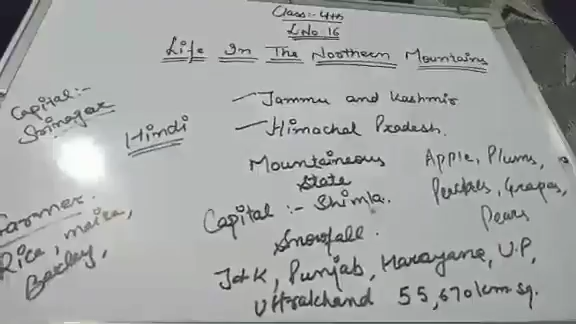 Class:- 4th
L.No. 16
Life In The Northern Mountains
Capital:-
Shrinagar
Hindi
- Jammu and Kashmir
- Himachal Pradesh.
Mountaineous
State
Capital :- Shimla.
Snowfall.
Apple, Plums,
Peaches, Grapes,
Pears
Farmer.
Rice, maize,
Barley,
J&K, Punjab, Harayana, U.P,
Uttrakhand 55,670 km sq.